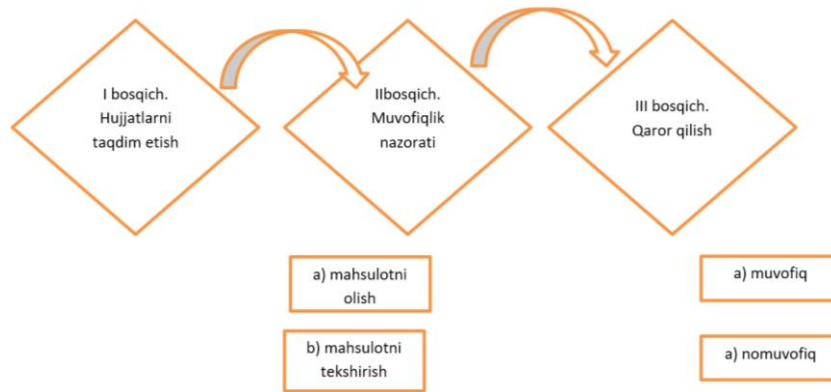 I bosqich.
Hujjatlarni
taqdim etish
IIbosqich.
Muvofiqlik
nazorati
III bosqich.
Qaror qilish
a) mahsulotni
olish
b) mahsulotni
tekshirish
a) muvofiq
a) nomuvofiq